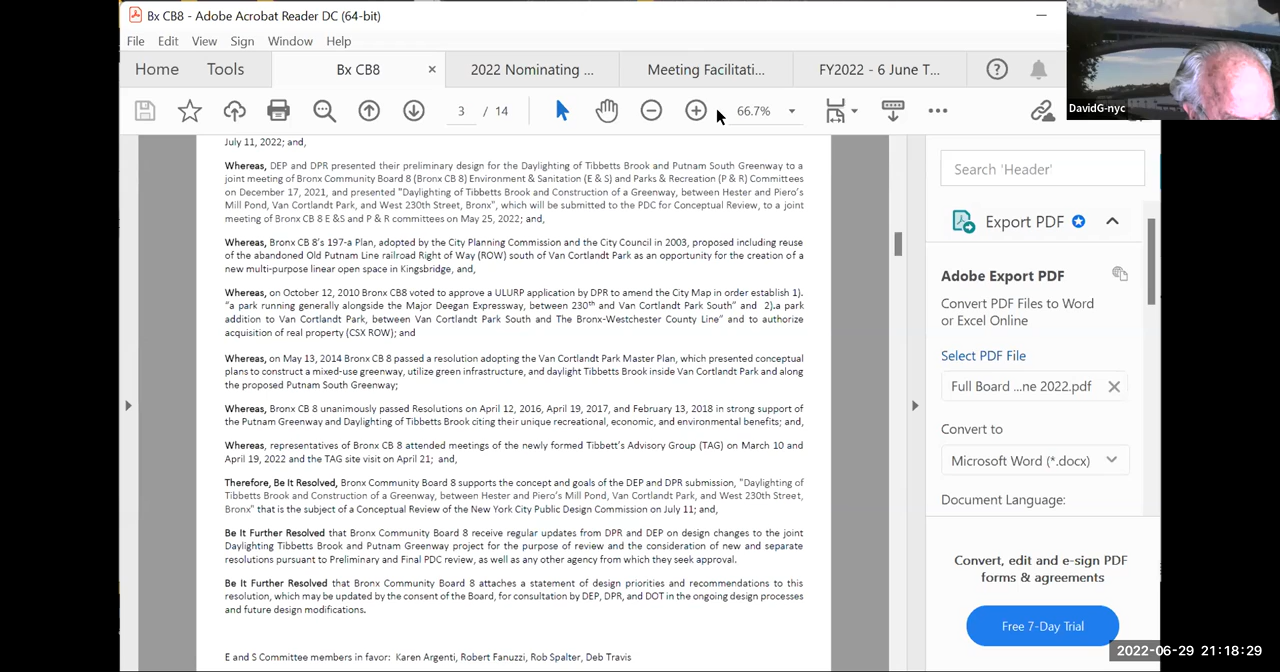 Bx CB8 - Adobe Acrobat Reader DC (64-bit)
File Edit View Sign Window Help
Home Tools Bx CB8 × 2022 Nominating ... Meeting Facilitati... FY2022 - 6 June T...
3 / 14 66.7%
DavidG-nyc
July 11, 2022; and,
Whereas, DEP and DPR presented their preliminary design for the Daylighting of Tibbetts Brook and Putnam South Greenway to a
joint meeting of Bronx Community Board 8 (Bronx CB 8) Environment & Sanitation (E & S) and Parks & Recreation (P & R) Committees
on December 17, 2021, and presented "Daylighting of Tibbetts Brook and Construction of a Greenway, between Hester and Piero's
Mill Pond, Van Cortlandt Park, and West 230th Street, Bronx", which will be submitted to the PDC for Conceptual Review, to a joint
meeting of Bronx CB 8 E &S and P & R committees on May 25, 2022; and,
Whereas, Bronx CB 8's 197-a Plan, adopted by the City Planning Commission and the City Council in 2003, proposed including reuse
of the abandoned Old Putnam Line railroad Right of Way (ROW) south of Van Cortlandt Park as an opportunity for the creation of a
new multi-purpose linear open space in Kingsbridge, and,
Whereas, on October 12, 2010 Bronx CB8 voted to approve a ULURP application by DPR to amend the City Map in order establish 1).
"a park running generally alongside the Major Deegan Expressway, between 230th and Van Cortlandt Park South" and 2).a park
addition to Van Cortlandt Park, between Van Cortlandt Park South and The Bronx-Westchester County Line" and to authorize
acquisition of real property (CSX ROW); and
Whereas, on May 13, 2014 Bronx CB 8 passed a resolution adopting the Van Cortlandt Park Master Plan, which presented conceptual
plans to construct a mixed-use greenway, utilize green infrastructure, and daylight Tibbetts Brook inside Van Cortlandt Park and along
the proposed Putnam South Greenway;
Whereas, Bronx CB 8 unanimously passed Resolutions on April 12, 2016, April 19, 2017, and February 13, 2018 in strong support of
the Putnam Greenway and Daylighting of Tibbetts Brook citing their unique recreational, economic, and environmental benefits; and,
Whereas, representatives of Bronx CB 8 attended meetings of the newly formed Tibbett's Advisory Group (TAG) on March 10 and
April 19, 2022 and the TAG site visit on April 21; and,
Therefore, Be It Resolved, Bronx Community Board 8 supports the concept and goals of the DEP and DPR submission, "Daylighting of
Tibbetts Brook and Construction of a Greenway, between Hester and Piero's Mill Pond, Van Cortlandt Park, and West 230th Street,
Bronx" that is the subject of a Conceptual Review of the New York City Public Design Commission on July 11; and,
Be It Further Resolved that Bronx Community Board 8 receive regular updates from DPR and DEP on design changes to the joint
Daylighting Tibbetts Brook and Putnam Greenway project for the purpose of review and the consideration of new and separate
resolutions pursuant to Preliminary and Final PDC review, as well as any other agency from which they seek approval.
Be It Further Resolved that Bronx Community Board 8 attaches a statement of design priorities and recommendations to this
resolution, which may be updated by the consent of the Board, for consultation by DEP, DPR, and DOT in the ongoing design processes
and future design modifications.
E and S Committee members in favor: Karen Argenti, Robert Fanuzzi, Rob Spalter, Deb Travis
Search 'Header'
Export PDF
Adobe Export PDF
Convert PDF Files to Word
or Excel Online
Select PDF File
Full Board ...ne 2022.pdf
Convert to
Microsoft Word (*.docx)
Document Language:
Convert, edit and e-sign PDF
forms & agreements
Free 7-Day Trial
2022-06-29 21:18:29